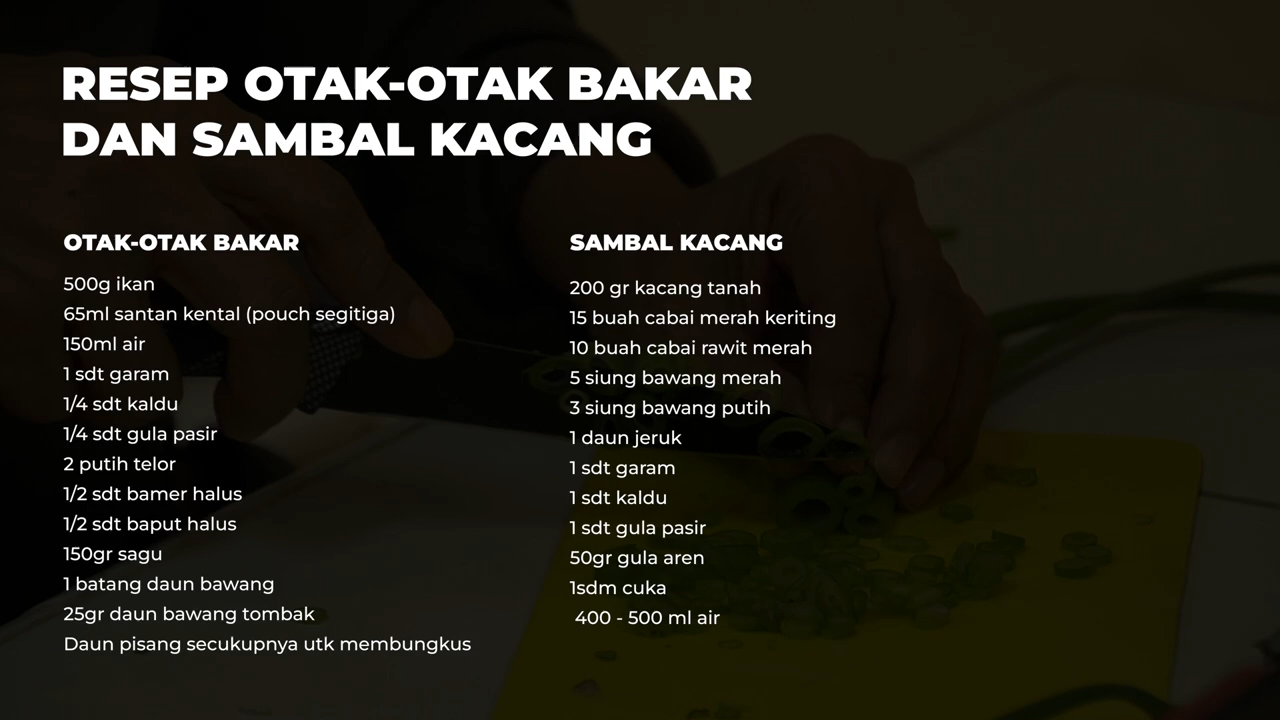 RESEP OTAK-OTAK BAKAR
DAN SAMBAL KACANG
OTAK-OTAK BAKAR
500g ikan
65ml santan kental (pouch segitiga)
150ml air
1 sdt garam
1/4 sdt kaldu
1/4 sdt gula pasir
2 putih telor
1/2 sdt bamer halus
1/2 sdt baput halus
150gr sagu
1 batang daun bawang
25gr daun bawang tombak
Daun pisang secukupnya utk membungkus
SAMBAL KACANG
200 gr kacang tanah
15 buah cabai merah keriting
10 buah cabai rawit merah
5 siung bawang merah
3 siung bawang putih
1 daun jeruk
1 sdt garam
1 sdt kaldu
1 sdt gula pasir
50gr gula aren
1sdm cuka
400 - 500 ml air